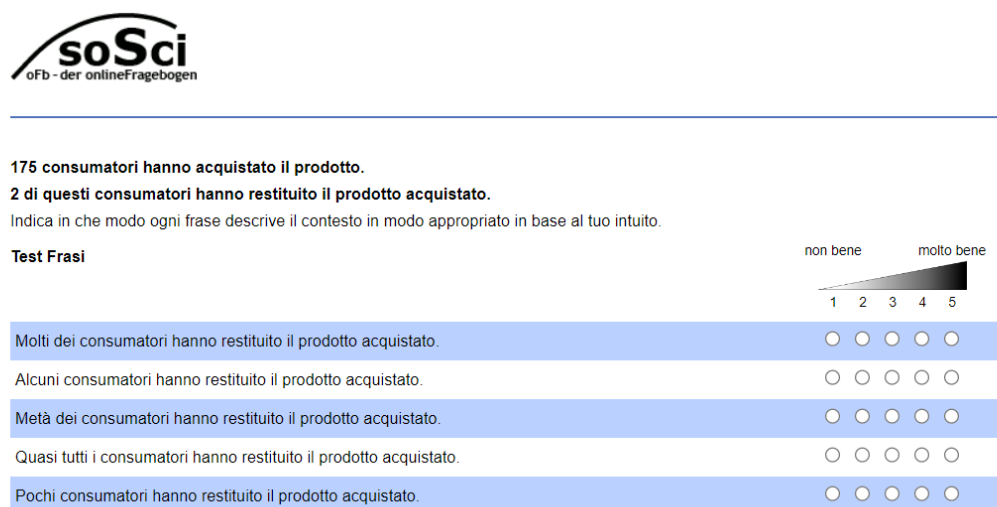 soSci
oFb - der onlineFragebogen
175 consumatori hanno acquistato il prodotto.
2 di questi consumatori hanno restituito il prodotto acquistato.
Indica in che modo ogni frase descrive il contesto in modo appropriato in base al tuo intuito.
Test Frasi
non bene molto bene
1 2 3 4 5
Molti dei consumatori hanno restituito il prodotto acquistato.
Alcuni consumatori hanno restituito il prodotto acquistato.
Metà dei consumatori hanno restituito il prodotto acquistato.
Quasi tutti i consumatori hanno restituito il prodotto acquistato.
Pochi consumatori hanno restituito il prodotto acquistato.